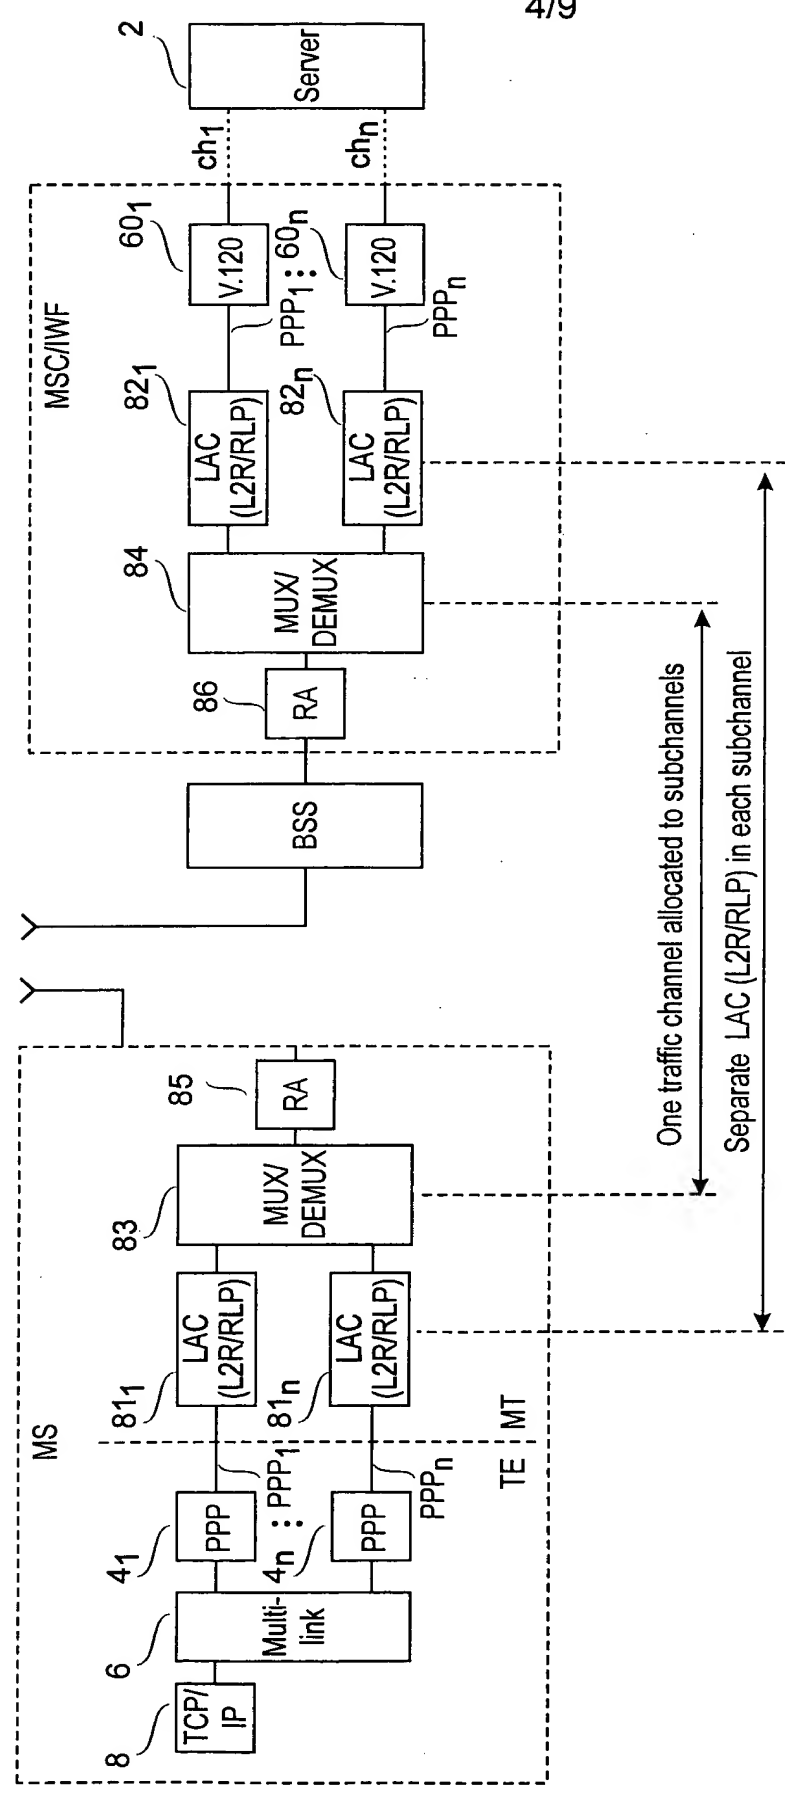 4/9
MS
8
TCP/
IP
6
Multi-
link
4₁
PPP
4n
PPP
PPP₁
PPPn
TE
MT
81₁
LAC
(L2R/RLP)
81n
LAC
(L2R/RLP)
83
MUX/
DEMUX
85
RA
BSS
MSC/IWF
86
RA
84
MUX/
DEMUX
82₁
LAC
(L2R/RLP)
82n
LAC
(L2R/RLP)
PPP₁
PPPn
60₁
V.120
60n
V.120
ch₁
chn
2
Server
One traffic channel allocated to subchannels
Separate LAC (L2R/RLP) in each subchannel